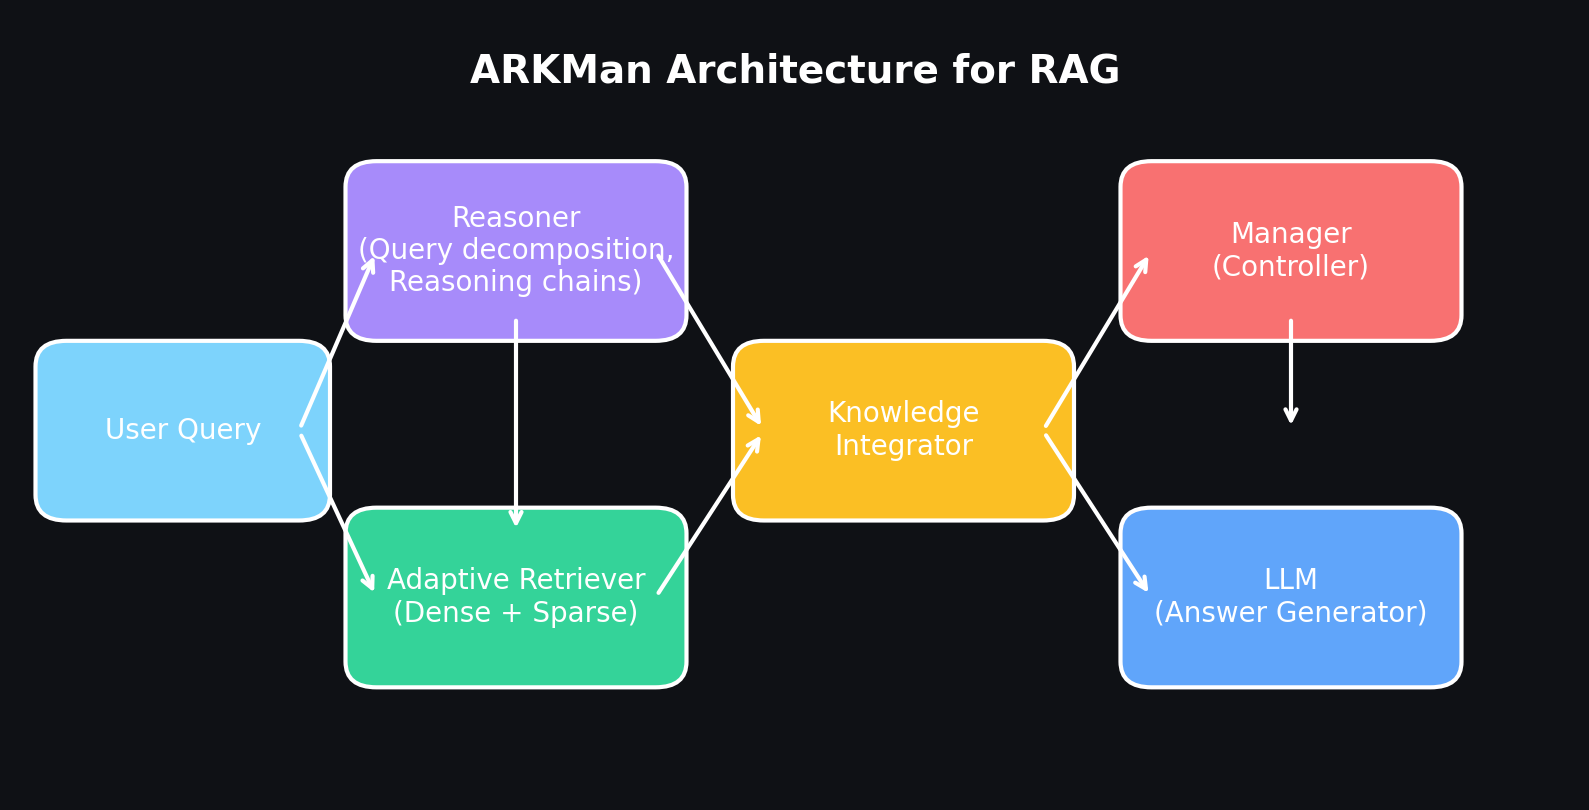 ARKMan Architecture for RAG
Reasoner
(Query decomposition,
Reasoning chains)
Manager
(Controller)
User Query
Knowledge
Integrator
Adaptive Retriever
(Dense + Sparse)
LLM
(Answer Generator)